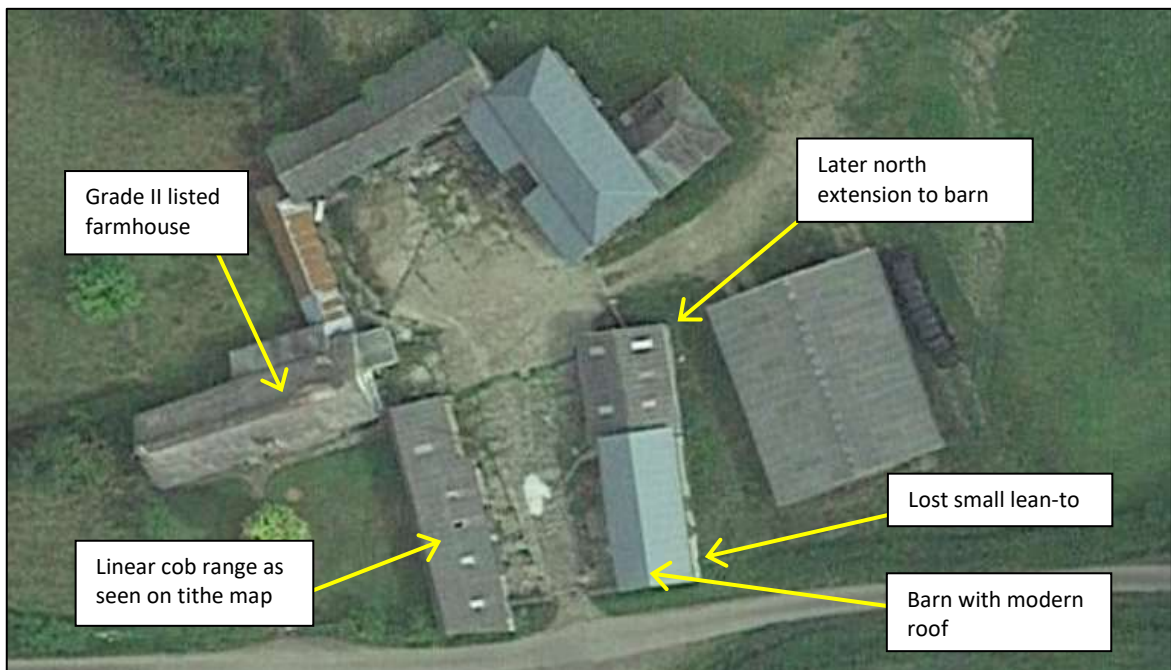 Later north
extension to barn
Grade II listed
farmhouse
Lost small lean-to
Linear cob range as
seen on tithe map
Barn with modern
roof